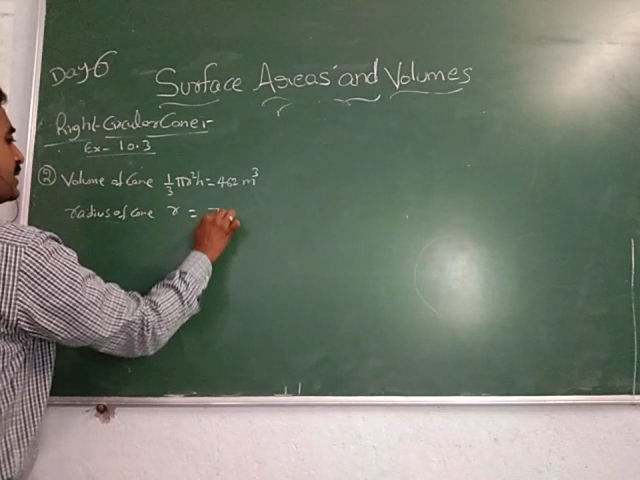 Day 6
Surface Areas and Volumes
Right Circular Cone:-
Ex- 10.3
② Volume of Cone 1/3 πr²h = 462 m³
radius of Cone r =